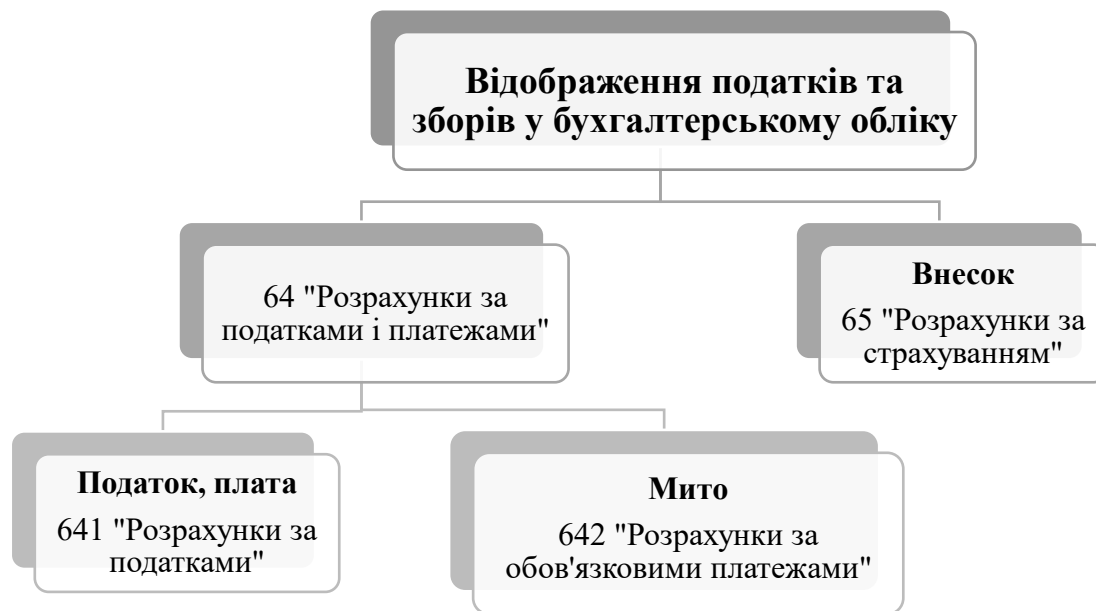 Відображення податків та
зборів у бухгалтерському обліку
64 "Розрахунки за
податками і платежами"
Внесок
65 "Розрахунки за
страхуванням"
Податок, плата
641 "Розрахунки за
податками"
Мито
642 "Розрахунки за
обов'язковими платежами"